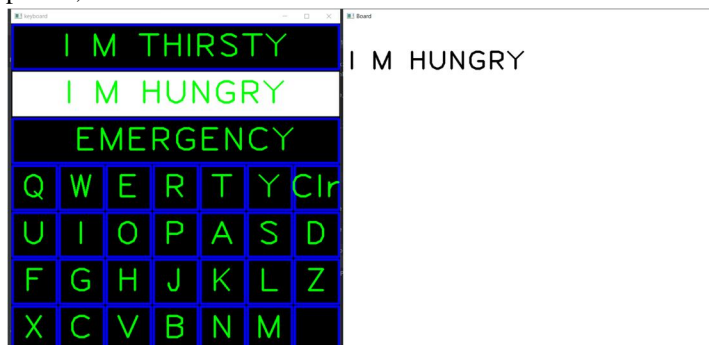 keyboard
Board
I M THIRSTY
I M HUNGRY
I M HUNGRY
EMERGENCY
Q W E R T Y Clr
U I O P A S D
F G H J K L Z
X C V B N M